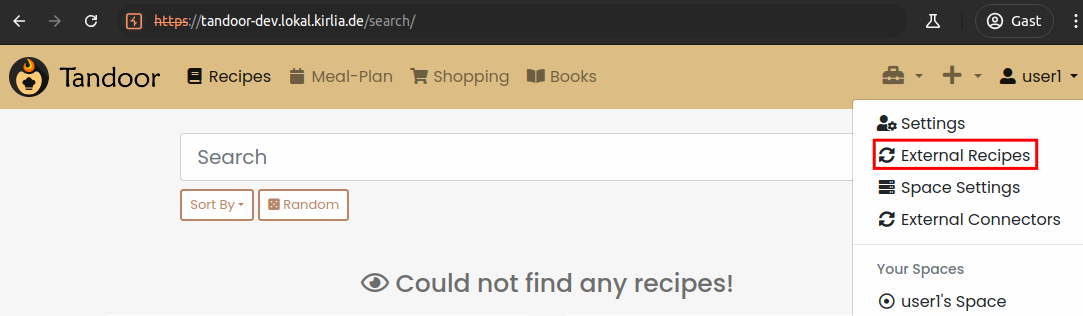 https://tandoor-dev.lokal.kirlia.de/search/ Gast
Tandoor Recipes Meal-Plan Shopping Books user1
Settings
Search
External Recipes
Space Settings
Sort By Random
External Connectors
Your Spaces
Could not find any recipes!
user1's Space